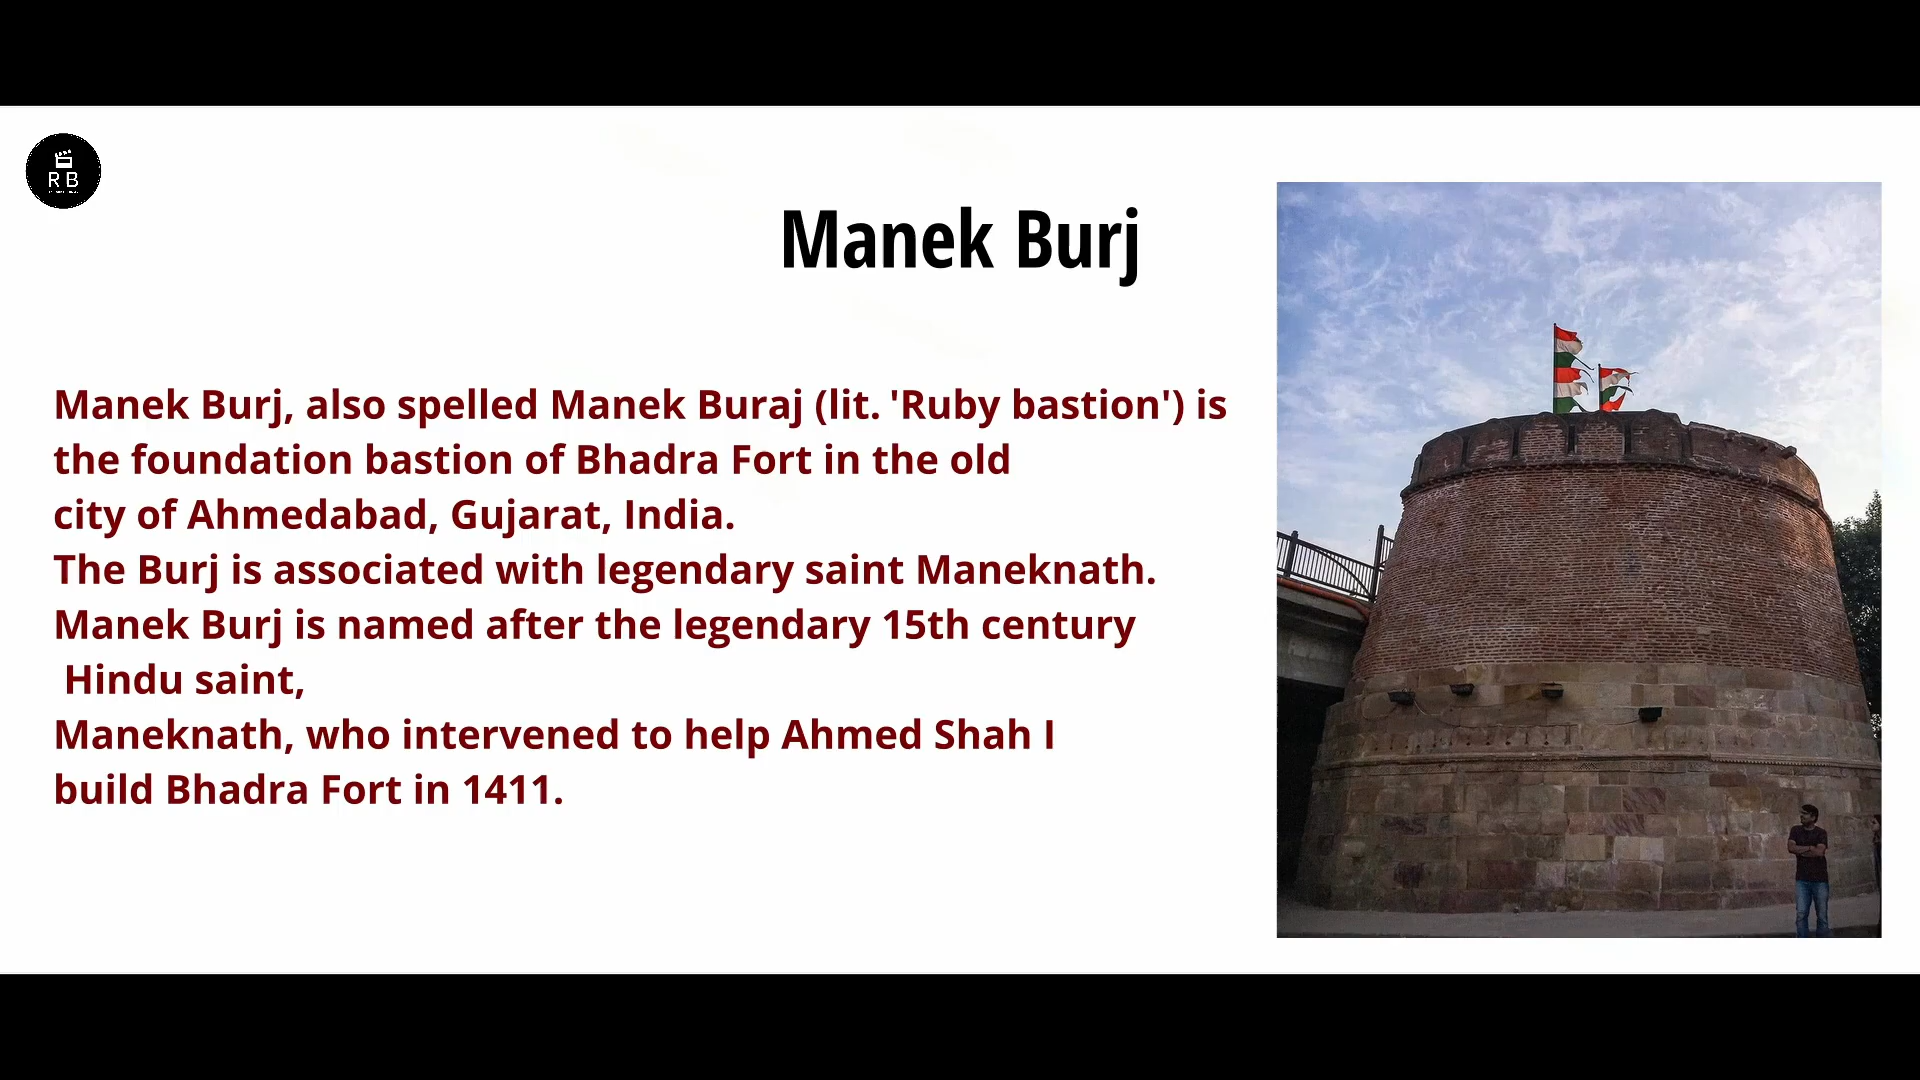 RB
Manek Burj
Manek Burj, also spelled Manek Buraj (lit. 'Ruby bastion') is
the foundation bastion of Bhadra Fort in the old
city of Ahmedabad, Gujarat, India.
The Burj is associated with legendary saint Maneknath.
Manek Burj is named after the legendary 15th century
Hindu saint,
Maneknath, who intervened to help Ahmed Shah I
build Bhadra Fort in 1411.